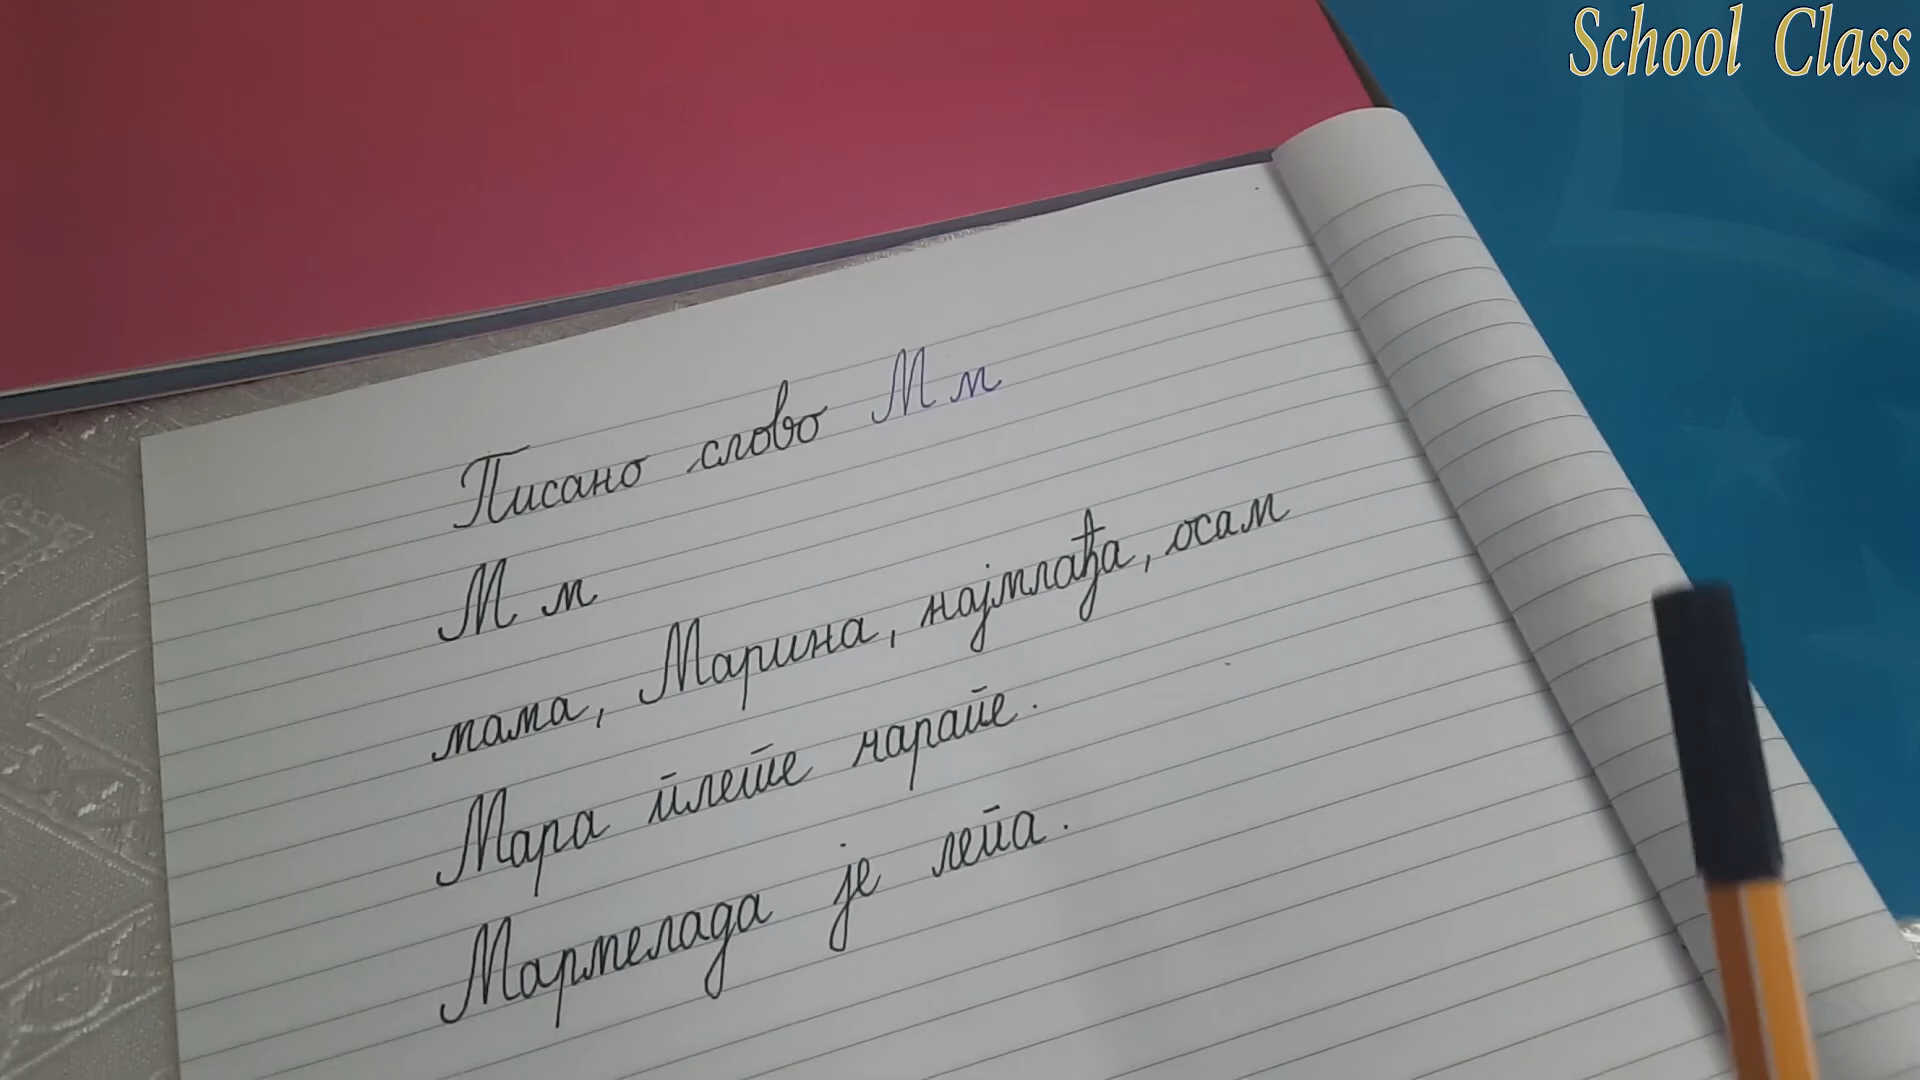 School Class
Писано слово М м
М м
мама, Марина, најмлађа, осам
Мара плете чарапе.
Мармелада је лепа.